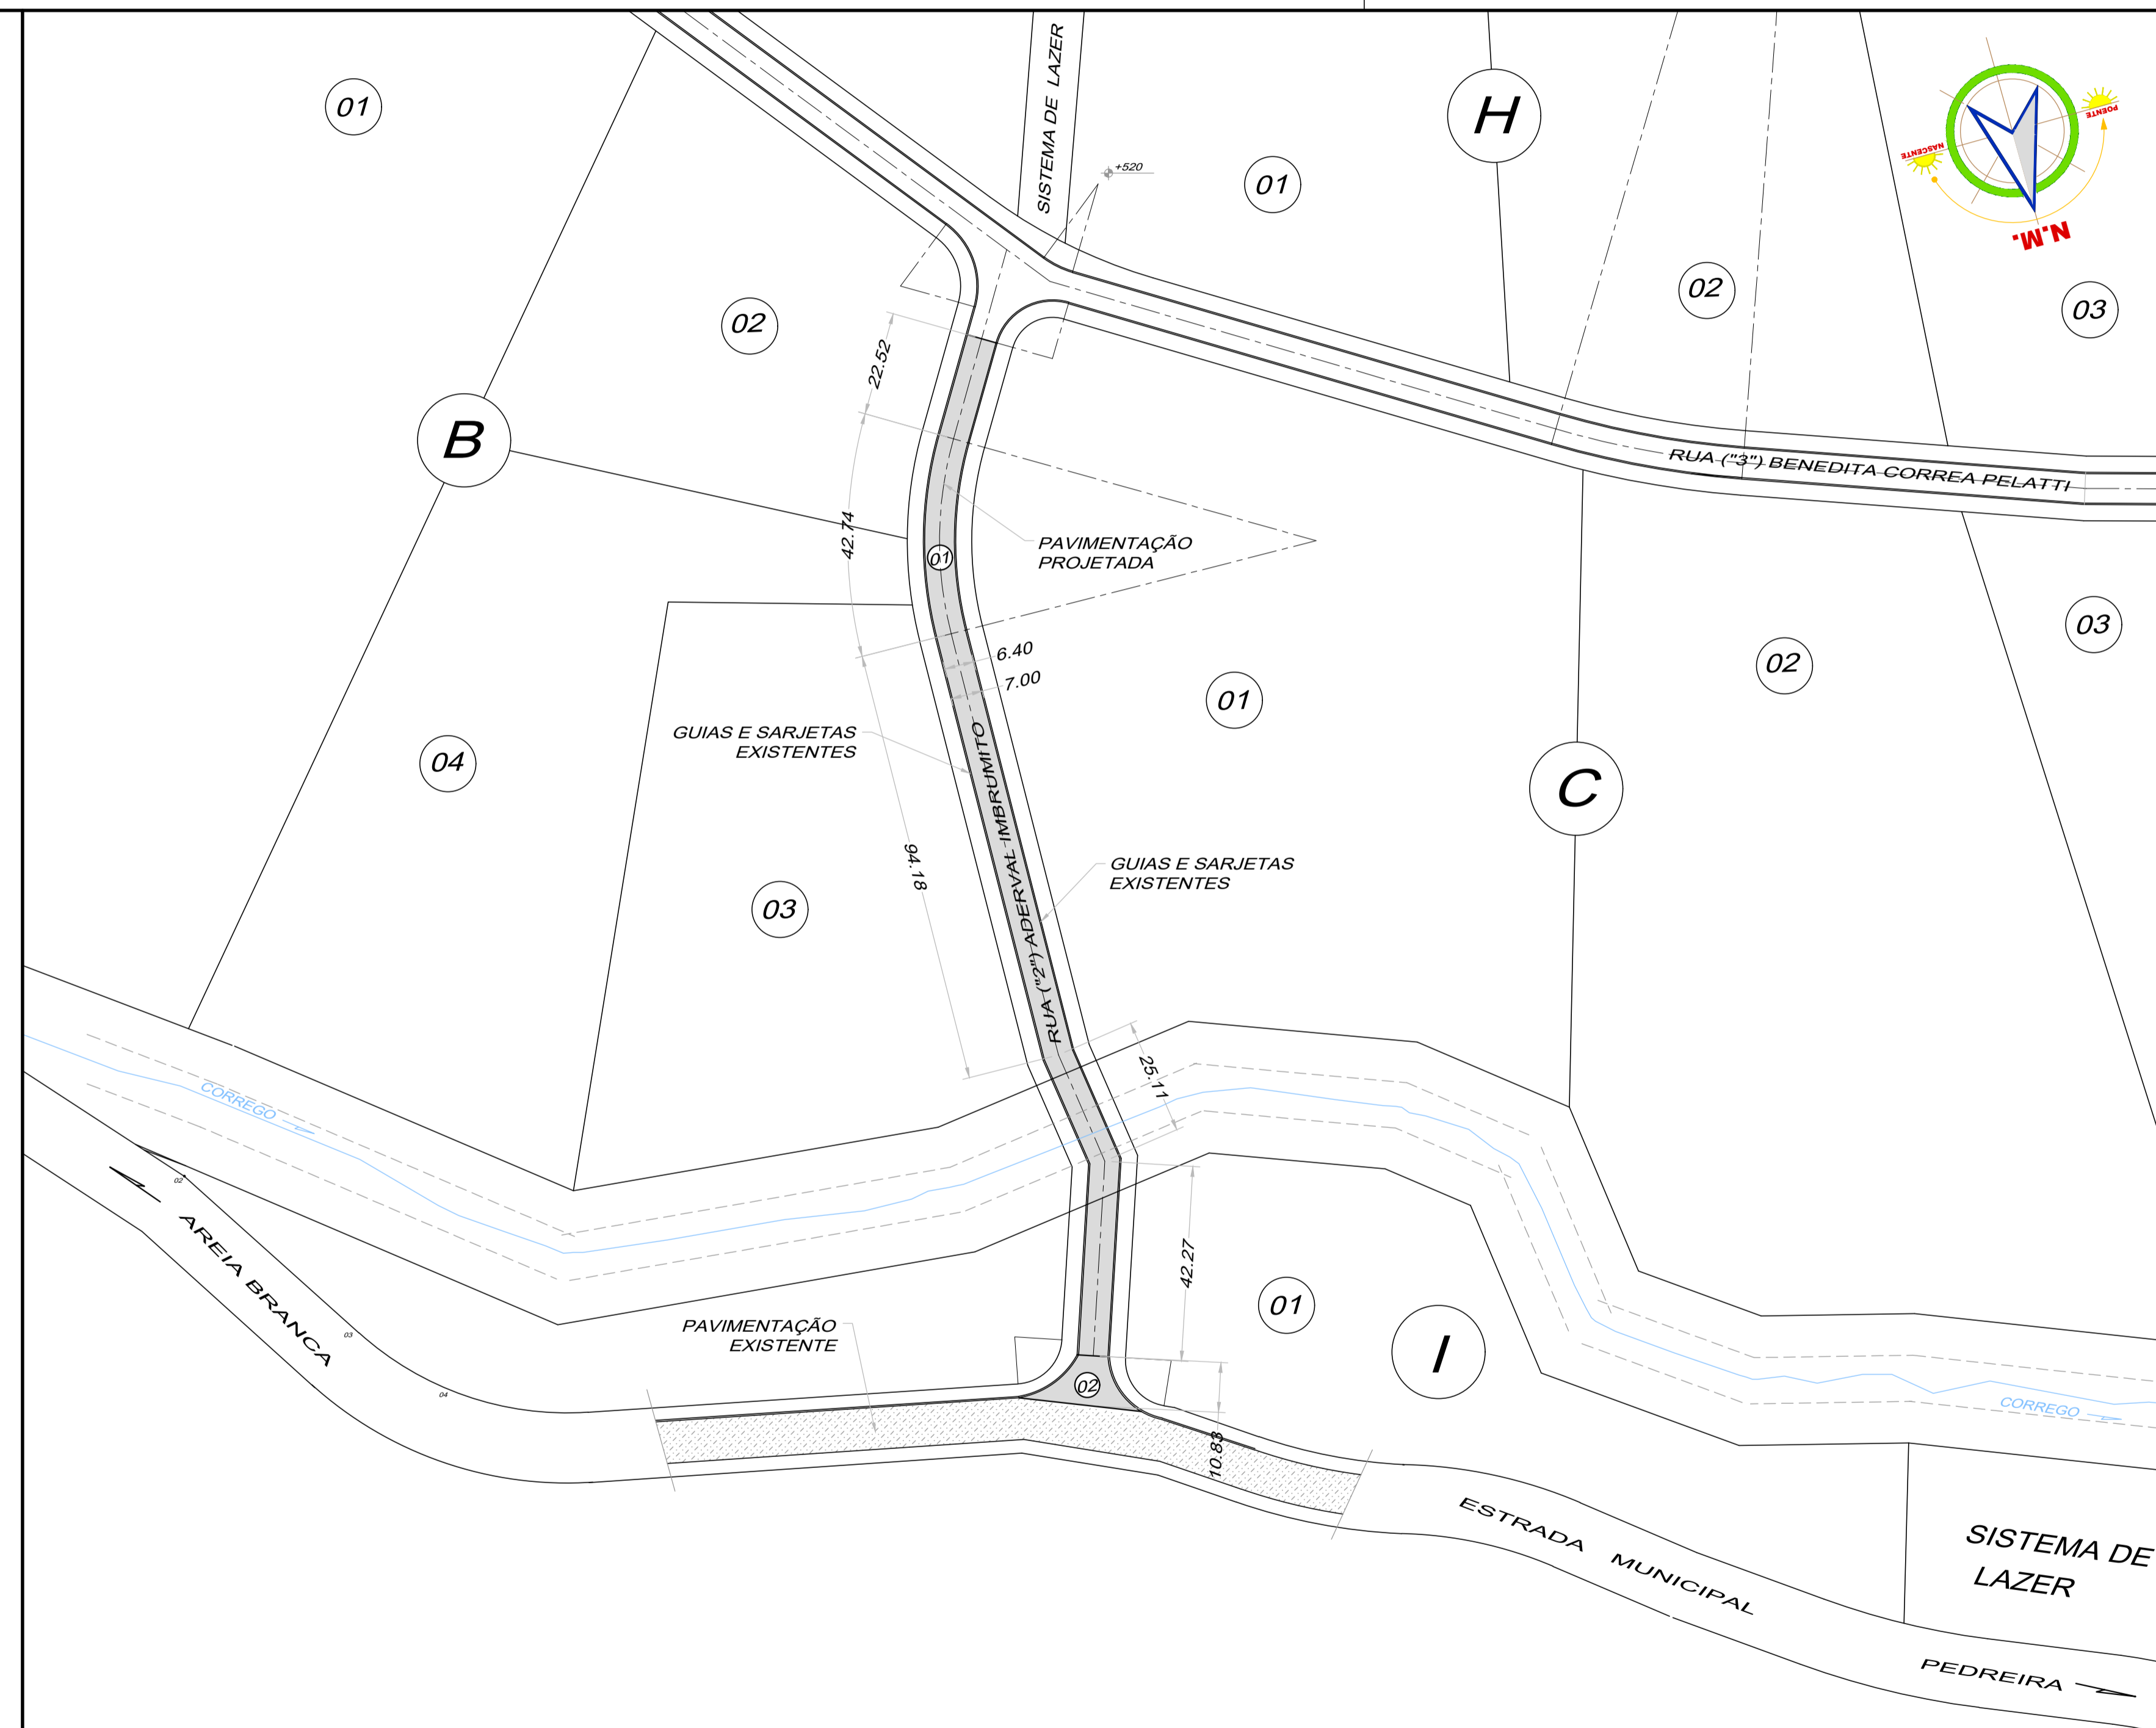 SISTEMA DE LAZER
01
H
+520
01
POENTE
NASCENTE
N.M.
02
02
03
22.52
B
RUA ("3") BENEDITA CORREA PELATTI
42.74
PAVIMENTAÇÃO
PROJETADA
01
03
6.40
7.00
02
01
GUIAS E SARJETAS
EXISTENTES
04
C
RUA ("2") ADERVAL IMBRUMITO
94.18
GUIAS E SARJETAS
EXISTENTES
03
25.11
CORREGO
02
AREIA BRANCA
42.27
01
PAVIMENTAÇÃO
EXISTENTE
03
I
02
04
CORREGO
10.83
ESTRADA MUNICIPAL
SISTEMA DE
LAZER
PEDREIRA